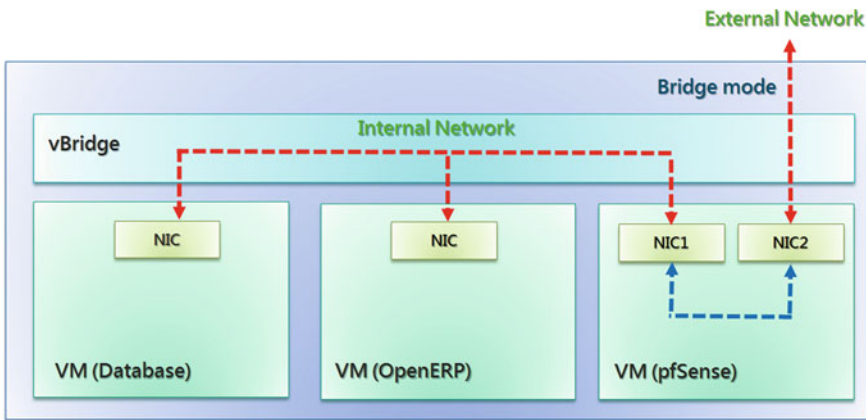 External Network
Bridge mode
Internal Network
vBridge
NIC
NIC
NIC1
NIC2
VM (Database)
VM (OpenERP)
VM (pfSense)